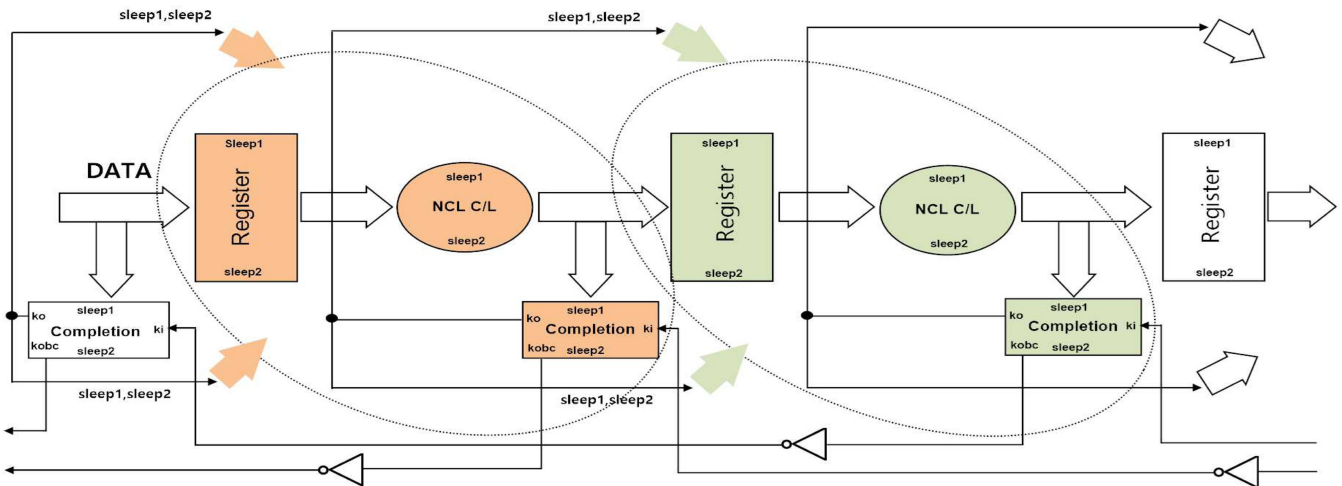 sleep1,sleep2
sleep1,sleep2
DATA
Sleep1
Register
sleep2
sleep1
NCL C/L
sleep2
sleep1
Register
sleep2
sleep1
NCL C/L
sleep2
sleep1
Register
sleep2
sleep1
ko
Completion
ki
kobc
sleep2
sleep1
ko
Completion
ki
kobc
sleep2
sleep1
ko
Completion
ki
kobc
sleep2
sleep1,sleep2
sleep1,sleep2